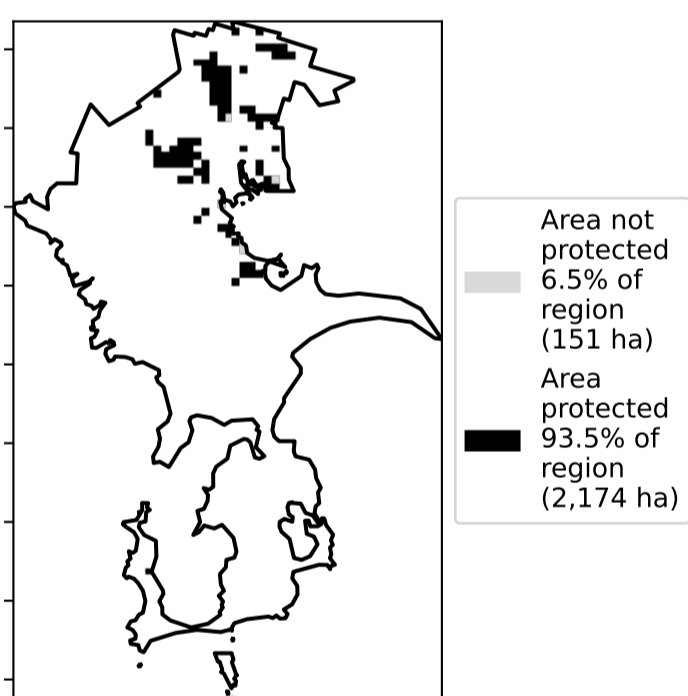 Area not
protected
6.5% of
region
(151 ha)
Area
protected
93.5% of
region
(2,174 ha)